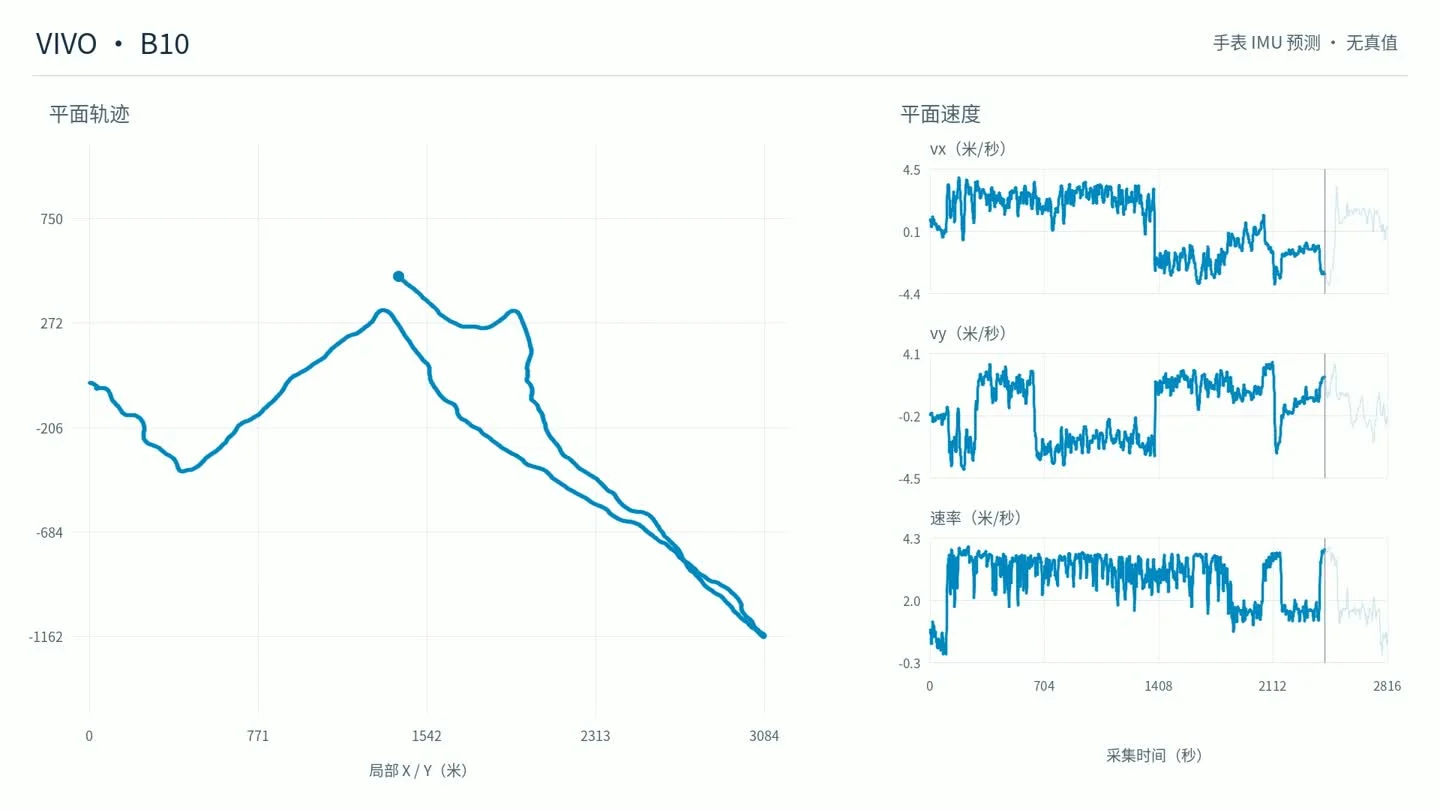 VIVO · B10
手表 IMU 预测 · 无真值
平面轨迹
750
272
-206
-684
-1162
0 771 1542 2313 3084
局部 X / Y（米）
平面速度
vx（米/秒）
4.5
0.1
-4.4
vy（米/秒）
4.1
-0.2
-4.5
速率（米/秒）
4.3
2.0
-0.3
0 704 1408 2112 2816
采集时间（秒）